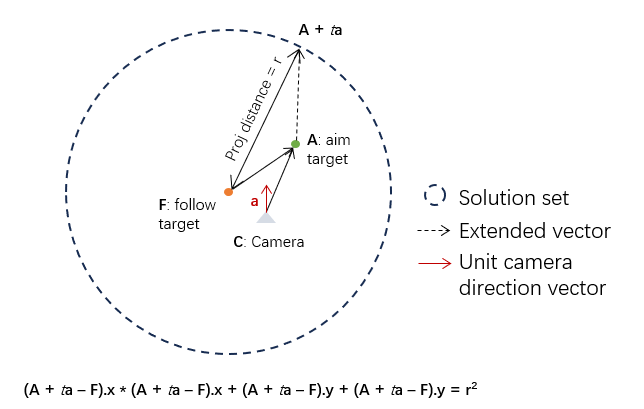 A + ta
Proj distance = r
A: aim
target
a
F: follow
target
C: Camera
Solution set
Extended vector
Unit camera
direction vector
(A + ta – F).x * (A + ta – F).x + (A + ta – F).y + (A + ta – F).y = r²